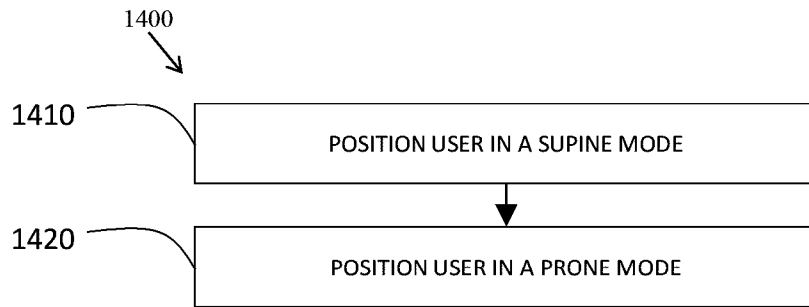 1400
1410
POSITION USER IN A SUPINE MODE
1420
POSITION USER IN A PRONE MODE